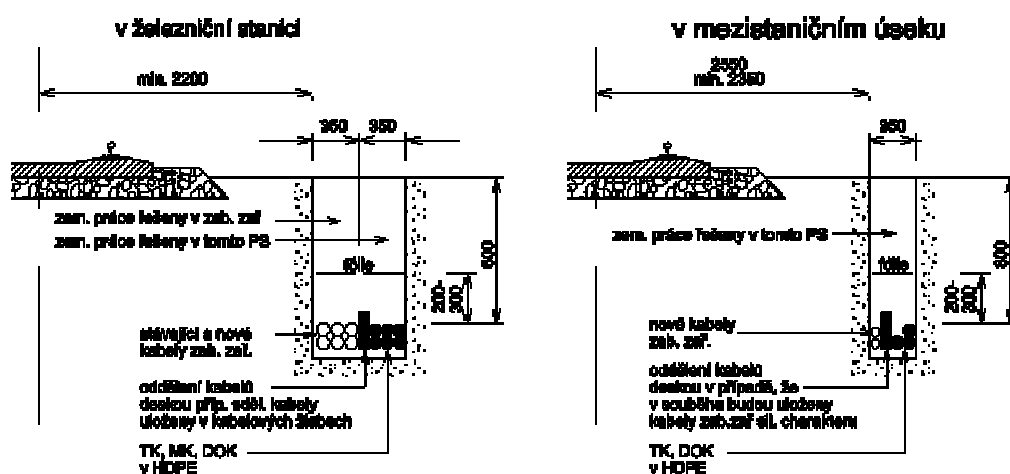 v železniční stanici
min. 2200
350 350
zem. práce řešeny v zab. zař
zem. práce řešeny v tomto PS
fólie
600
200-
300
stávající a nové
kabely zab. zař.
oddělení kabelů
deskou příp. sděl. kabely
uloženy v kabelových žlabech
TK, MK, DOK
v HDPE
v mezistaničním úseku
2550
min. 2350
350
zem. práce řešeny v tomto PS
fólie
800
200-
300
nové kabely
zab. zař.
oddělení kabelů
deskou v případě, že
v souběhu budou uloženy
kabely zab.zař sil. charakteru
TK, DOK
v HDPE